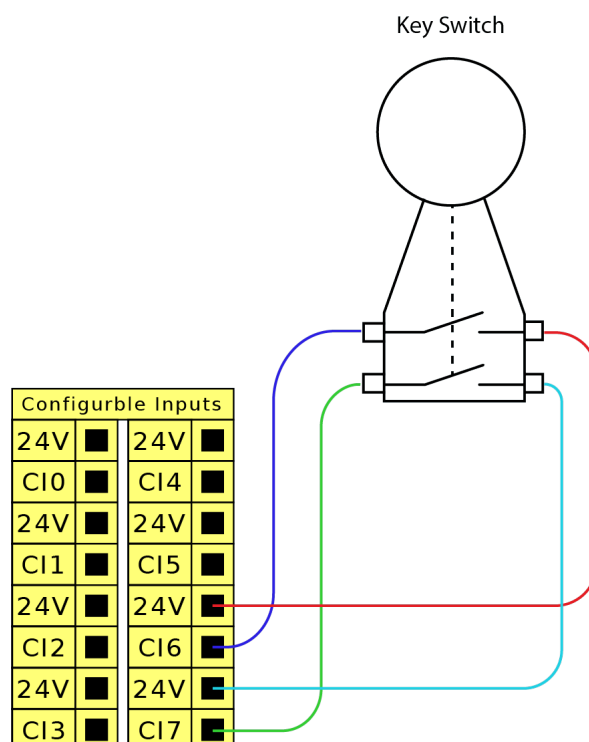 Key Switch
Configurble Inputs
24V 24V
CI0 CI4
24V 24V
CI1 CI5
24V 24V
CI2 CI6
24V 24V
CI3 CI7